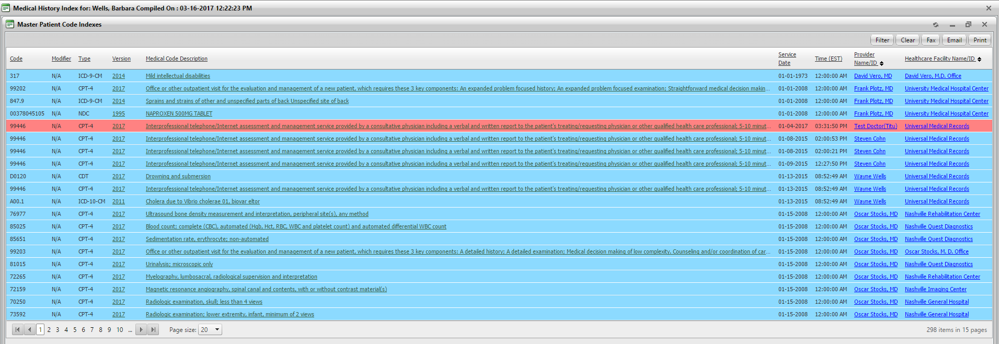 Medical History Index for: Wells, Barbara Compiled On : 03-16-2017 12:22:23 PM
Master Patient Code Indexes
Filter Clear Fax Email Print
Code Modifier Type Version Medical Code Description Service Date Time (EST) Provider Name/ID Healthcare Facility Name/ID
317 N/A ICD-9-CM 2014 Mild intellectual disabilities 01-01-1973 12:00:00 AM David Vero, MD David Vero, M.D. Office
99202 N/A CPT-4 2017 Office or other outpatient visit for the evaluation and management of a new patient, which requires these 3 key components: An expanded problem focused history; An expanded problem focused examination; Straightforward medical decision makin... 01-01-2008 12:00:00 AM Frank Plotz, MD University Medical Hospital Center
847.9 N/A ICD-9-CM 2014 Sprains and strains of other and unspecified parts of back Unspecified site of back 01-01-2008 12:00:00 AM Frank Plotz, MD University Medical Hospital Center
00378045105 N/A NDC 1995 NAPROXEN 500MG TABLET 01-01-2008 12:00:00 AM Frank Plotz, MD University Medical Hospital Center
99446 N/A CPT-4 2017 Interprofessional telephone/Internet assessment and management service provided by a consultative physician including a verbal and written report to the patient's treating/requesting physician or other qualified health care professional; 5-10 minut... 01-04-2017 03:31:50 PM Test Doctor(Titu) Universal Medical Records
99446 N/A CPT-4 2017 Interprofessional telephone/Internet assessment and management service provided by a consultative physician including a verbal and written report to the patient's treating/requesting physician or other qualified health care professional; 5-10 minut... 01-08-2015 02:00:53 PM Steven Cohn Universal Medical Records
99446 N/A CPT-4 2017 Interprofessional telephone/Internet assessment and management service provided by a consultative physician including a verbal and written report to the patient's treating/requesting physician or other qualified health care professional; 5-10 minut... 01-08-2015 02:00:21 PM Steven Cohn Universal Medical Records
99446 N/A CPT-4 2017 Interprofessional telephone/Internet assessment and management service provided by a consultative physician including a verbal and written report to the patient's treating/requesting physician or other qualified health care professional; 5-10 minut... 01-09-2015 12:27:50 PM Steven Cohn Universal Medical Records
D0120 N/A CDT 2017 Drowning and submersion 01-13-2015 08:52:49 AM Wayne Wells Universal Medical Records
99446 N/A CPT-4 2017 Interprofessional telephone/Internet assessment and management service provided by a consultative physician including a verbal and written report to the patient's treating/requesting physician or other qualified health care professional; 5-10 minut... 01-13-2015 08:52:49 AM Wayne Wells Universal Medical Records
A00.1 N/A ICD-10-CM 2011 Cholera due to Vibrio cholerae 01, biovar eltor 01-13-2015 08:52:49 AM Wayne Wells Universal Medical Records
76977 N/A CPT-4 2017 Ultrasound bone density measurement and interpretation, peripheral site(s), any method 01-15-2008 12:00:00 AM Oscar Stocks, MD Nashville Rehabilitation Center
85025 N/A CPT-4 2017 Blood count; complete (CBC), automated (Hgb, Hct, RBC, WBC and platelet count) and automated differential WBC count 01-15-2008 12:00:00 AM Oscar Stocks, MD Nashville Quest Diagnostics
85651 N/A CPT-4 2017 Sedimentation rate, erythrocyte; non-automated 01-15-2008 12:00:00 AM Oscar Stocks, MD Nashville Quest Diagnostics
99203 N/A CPT-4 2017 Office or other outpatient visit for the evaluation and management of a new patient, which requires these 3 key components: A detailed history; A detailed examination; Medical decision making of low complexity. Counseling and/or coordination of car... 01-15-2008 12:00:00 AM Oscar Stocks, MD Oscar Stocks, M. D. Office
81015 N/A CPT-4 2017 Urinalysis; microscopic only 01-15-2008 12:00:00 AM Oscar Stocks, MD Nashville Quest Diagnostics
72265 N/A CPT-4 2017 Myelography, lumbosacral, radiological supervision and interpretation 01-15-2008 12:00:00 AM Oscar Stocks, MD Nashville Rehabilitation Center
72159 N/A CPT-4 2017 Magnetic resonance angiography, spinal canal and contents, with or without contrast material(s) 01-15-2008 12:00:00 AM Oscar Stocks, MD Nashville Imaging Center
70250 N/A CPT-4 2017 Radiologic examination, skull; less than 4 views 01-15-2008 12:00:00 AM Oscar Stocks, MD Nashville General Hospital
73592 N/A CPT-4 2017 Radiologic examination; lower extremity, infant, minimum of 2 views 01-15-2008 12:00:00 AM Oscar Stocks, MD Nashville General Hospital
1 2 3 4 5 6 7 8 9 10 ... Page size: 20 298 items in 15 pages